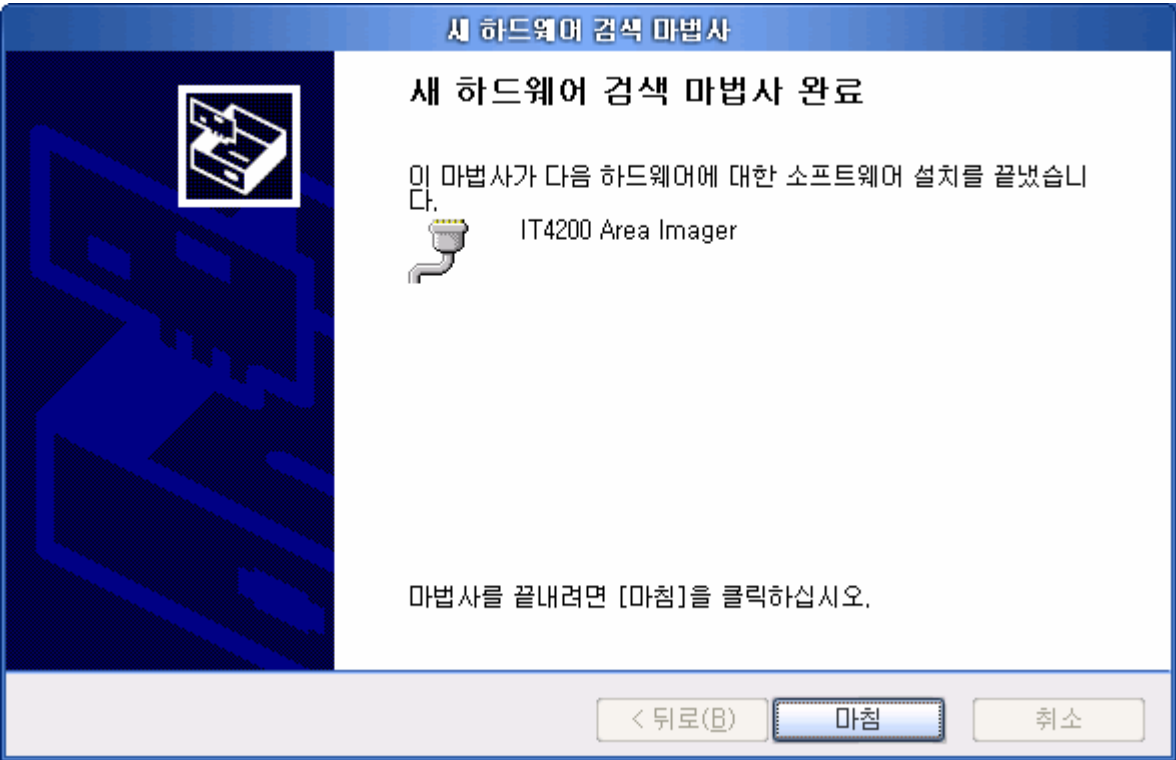 새 하드웨어 검색 마법사
새 하드웨어 검색 마법사 완료
이 마법사가 다음 하드웨어에 대한 소프트웨어 설치를 끝냈습니
다.
IT4200 Area Imager
마법사를 끝내려면 [마침]을 클릭하십시오.
< 뒤로(B) 마침 취소